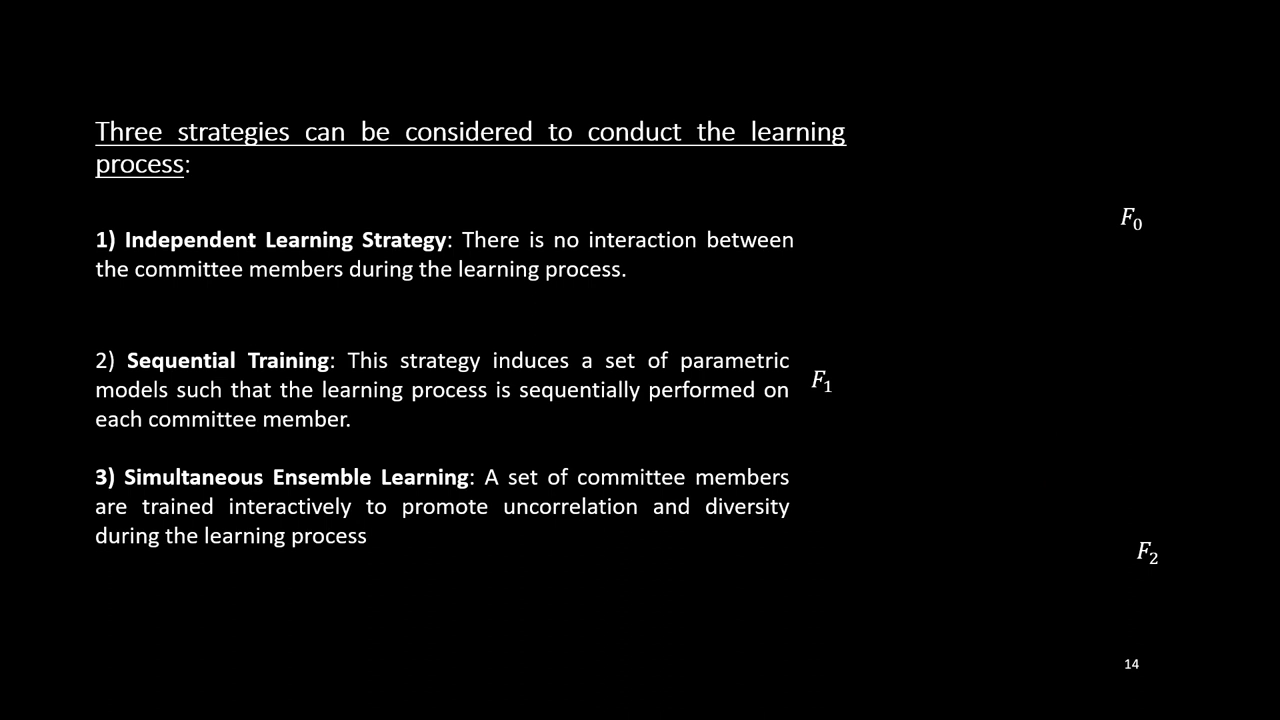 Three strategies can be considered to conduct the learning
process:
F₀
1) Independent Learning Strategy: There is no interaction between
the committee members during the learning process.
2) Sequential Training: This strategy induces a set of parametric
models such that the learning process is sequentially performed on
each committee member.
F₁
3) Simultaneous Ensemble Learning: A set of committee members
are trained interactively to promote uncorrelation and diversity
during the learning process
F₂
14